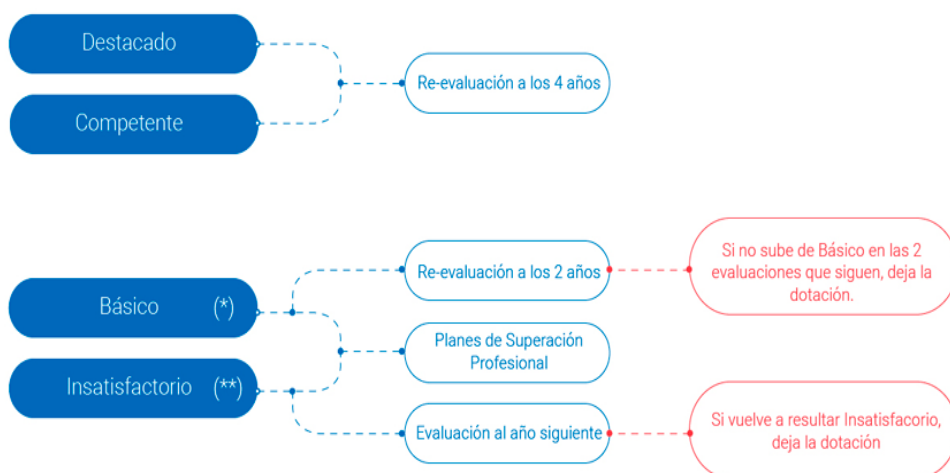 Destacado
Re-evaluación a los 4 años
Competente
Si no sube de Básico en las 2
evaluaciones que siguen, deja la
dotación.
Re-evaluación a los 2 años
Básico (*)
Planes de Superación
Profesional
Insatisfactorio (**)
Evaluación al año siguiente
Si vuelve a resultar Insatisfacorio,
deja la dotación